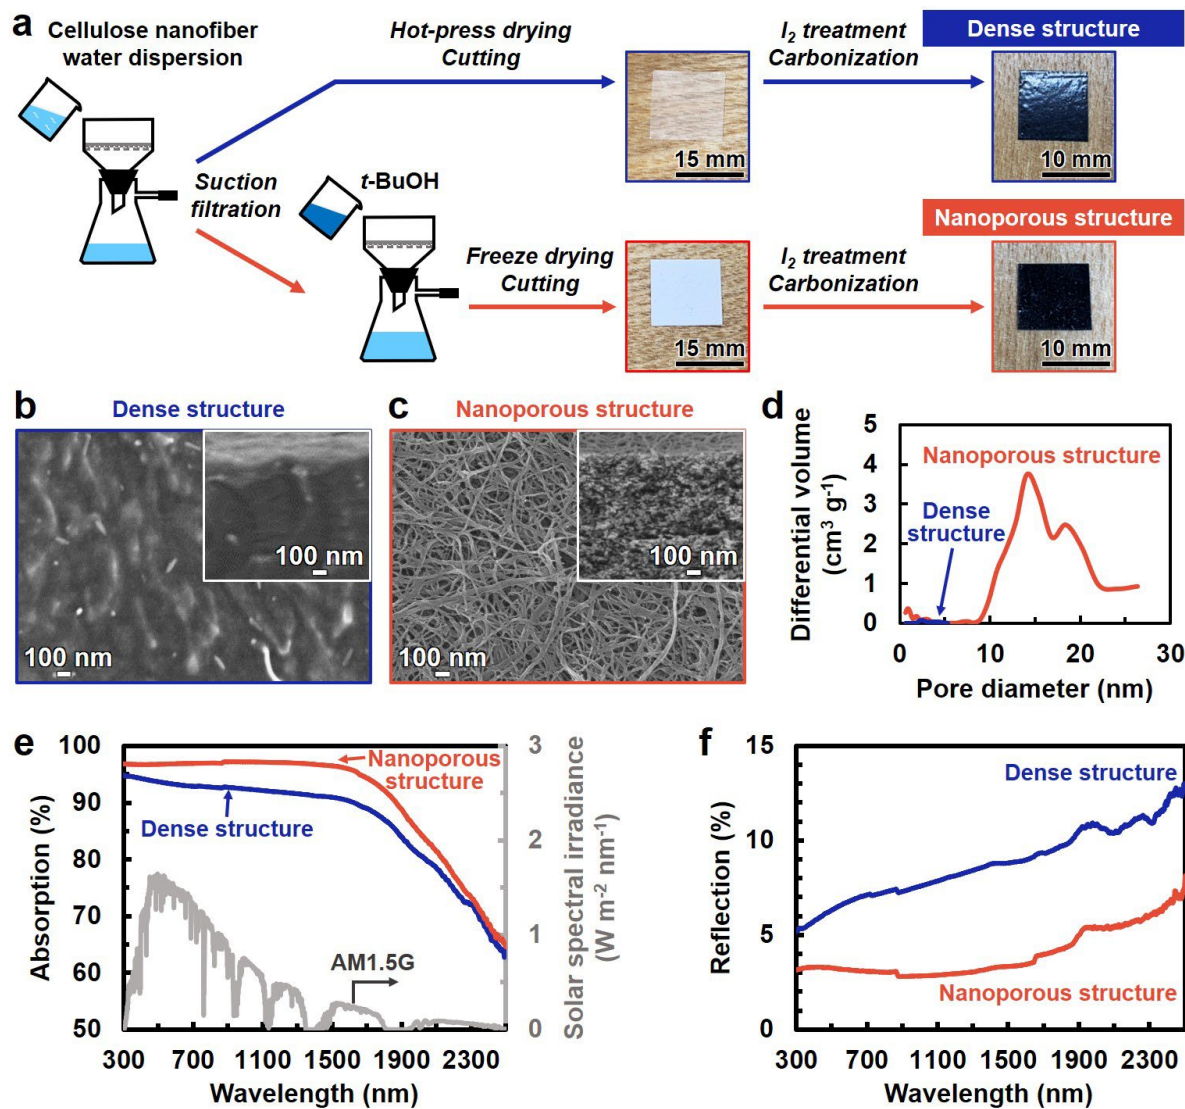 a
Cellulose nanofiber
water dispersion
Hot-press drying
Cutting
I₂ treatment
Carbonization
Dense structure
15 mm
10 mm
Suction
filtration
t-BuOH
Freeze drying
Cutting
I₂ treatment
Carbonization
Nanoporous structure
15 mm
10 mm
b
Dense structure
100 nm
100 nm
c
Nanoporous structure
100 nm
100 nm
d
Differential volume
(cm³ g⁻¹)
5
4
3
2
1
0
Nanoporous structure
Dense
structure
0 10 20 30
Pore diameter (nm)
e
Absorption (%)
100
90
80
70
60
50
Nanoporous
structure
Dense structure
AM1.5G
3
2
1
0
Solar spectral irradiance
(W m⁻² nm⁻¹)
300 700 1100 1500 1900 2300
Wavelength (nm)
f
Reflection (%)
15
10
5
0
Dense structure
Nanoporous structure
300 700 1100 1500 1900 2300
Wavelength (nm)